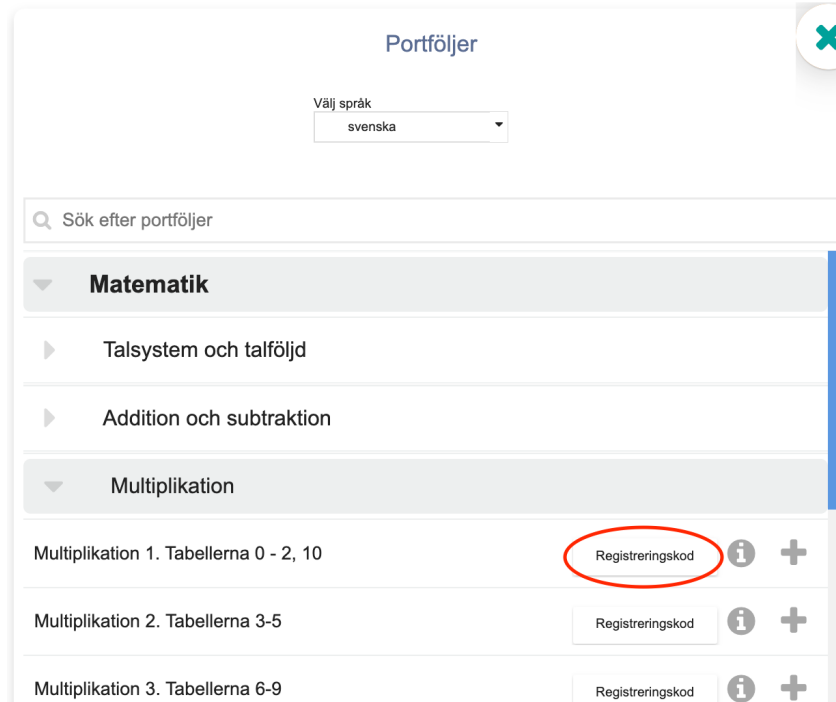 Portföljer
Välj språk
svenska
Sök efter portföljer
Matematik
Talsystem och talföljd
Addition och subtraktion
Multiplikation
Multiplikation 1. Tabellerna 0 - 2, 10 Registreringskod
Multiplikation 2. Tabellerna 3-5 Registreringskod
Multiplikation 3. Tabellerna 6-9 Registreringskod